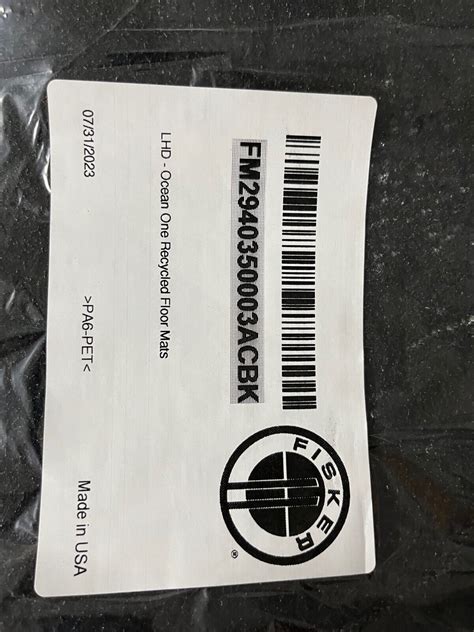 FISKER
®
FM2940350003ACBK
LHD - Ocean One Recycled Floor Mats
07/31/2023
>PA6-PET<
Made in USA